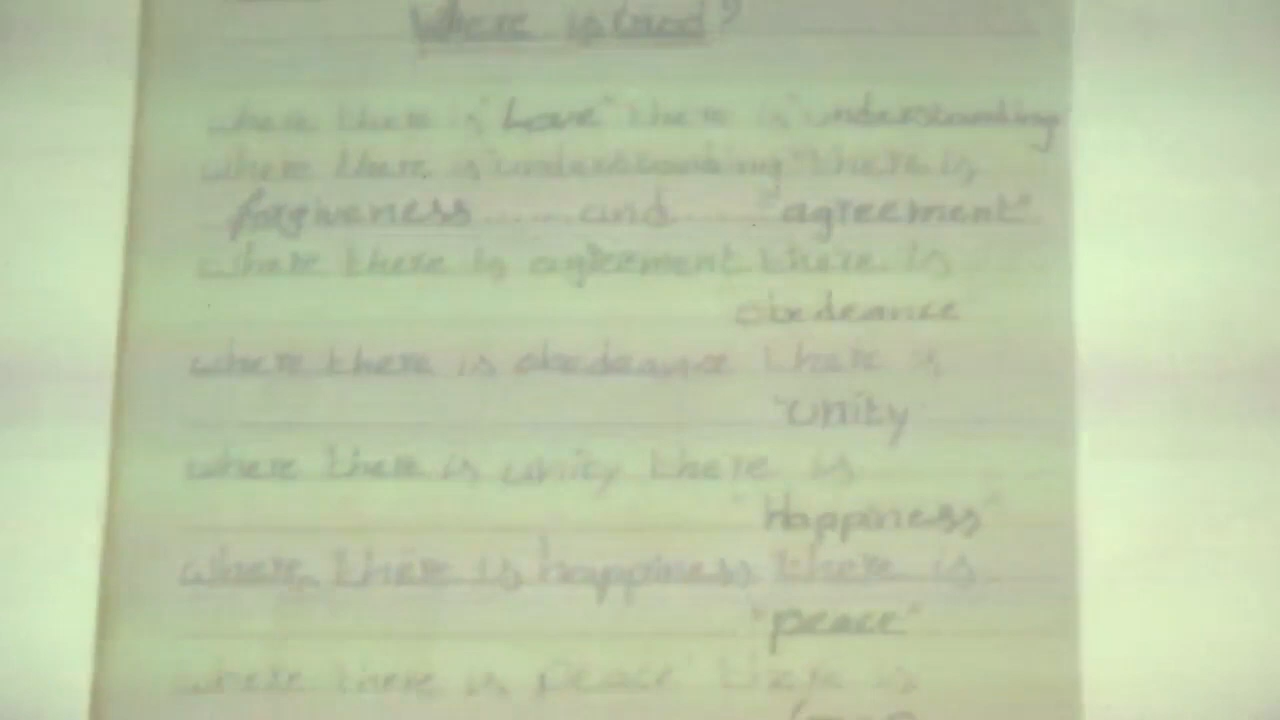 Where is God?
where there is "Love" there is "understanding
where there is "understanding" there is
forgiveness and "agreement"
where there is agreement there is
obedeance
where there is obedeance there is
"Unity
where there is unity there is
"Happiness"
where there is happiness there is
"peace"
where there is peace there is